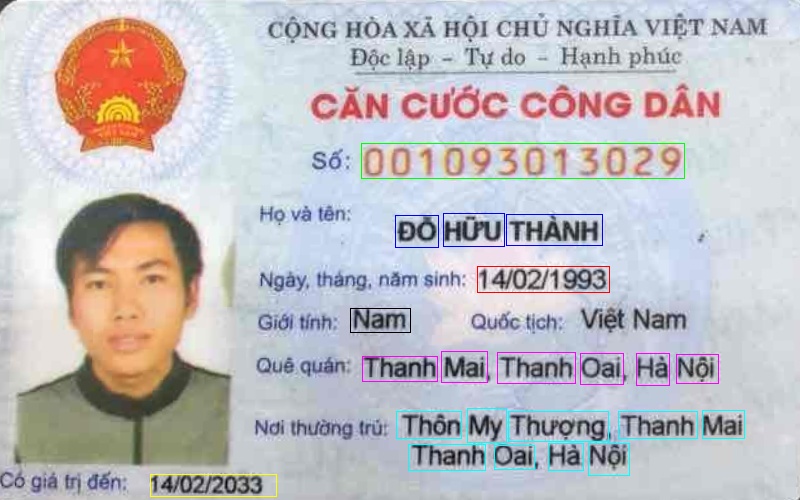 CỘNG HÒA XÃ HỘI CHỦ NGHĨA VIỆT NAM
Độc lập – Tự do – Hạnh phúc
CĂN CƯỚC CÔNG DÂN
Số: 001093013029
Họ và tên:
ĐỖ HỮU THÀNH
Ngày, tháng, năm sinh: 14/02/1993
Giới tính: Nam Quốc tịch: Việt Nam
Quê quán: Thanh Mai, Thanh Oai, Hà Nội
Nơi thường trú: Thôn My Thượng, Thanh Mai
Thanh Oai, Hà Nội
Có giá trị đến: 14/02/2033